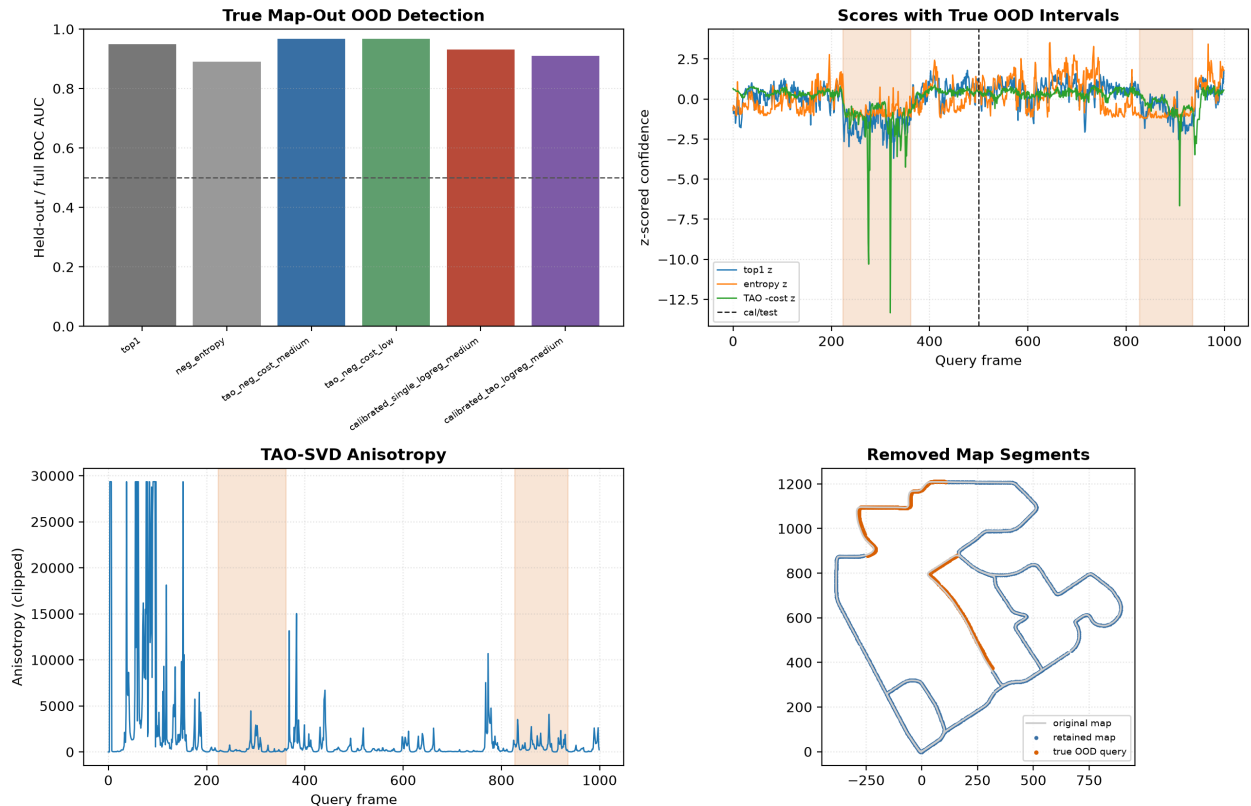 True Map-Out OOD Detection
Held-out / full ROC AUC
1.0
0.8
0.6
0.4
0.2
0.0
top1
neg_entropy
tao_neg_cost_medium
tao_neg_cost_low
calibrated_single_logreg_medium
calibrated_tao_logreg_medium
Scores with True OOD Intervals
z-scored confidence
2.5
0.0
−2.5
−5.0
−7.5
−10.0
−12.5
top1 z
entropy z
TAO -cost z
cal/test
0 200 400 600 800 1000
Query frame
TAO-SVD Anisotropy
Anisotropy (clipped)
30000
25000
20000
15000
10000
5000
0
0 200 400 600 800 1000
Query frame
Removed Map Segments
1200
1000
800
600
400
200
0
original map
retained map
true OOD query
−250 0 250 500 750